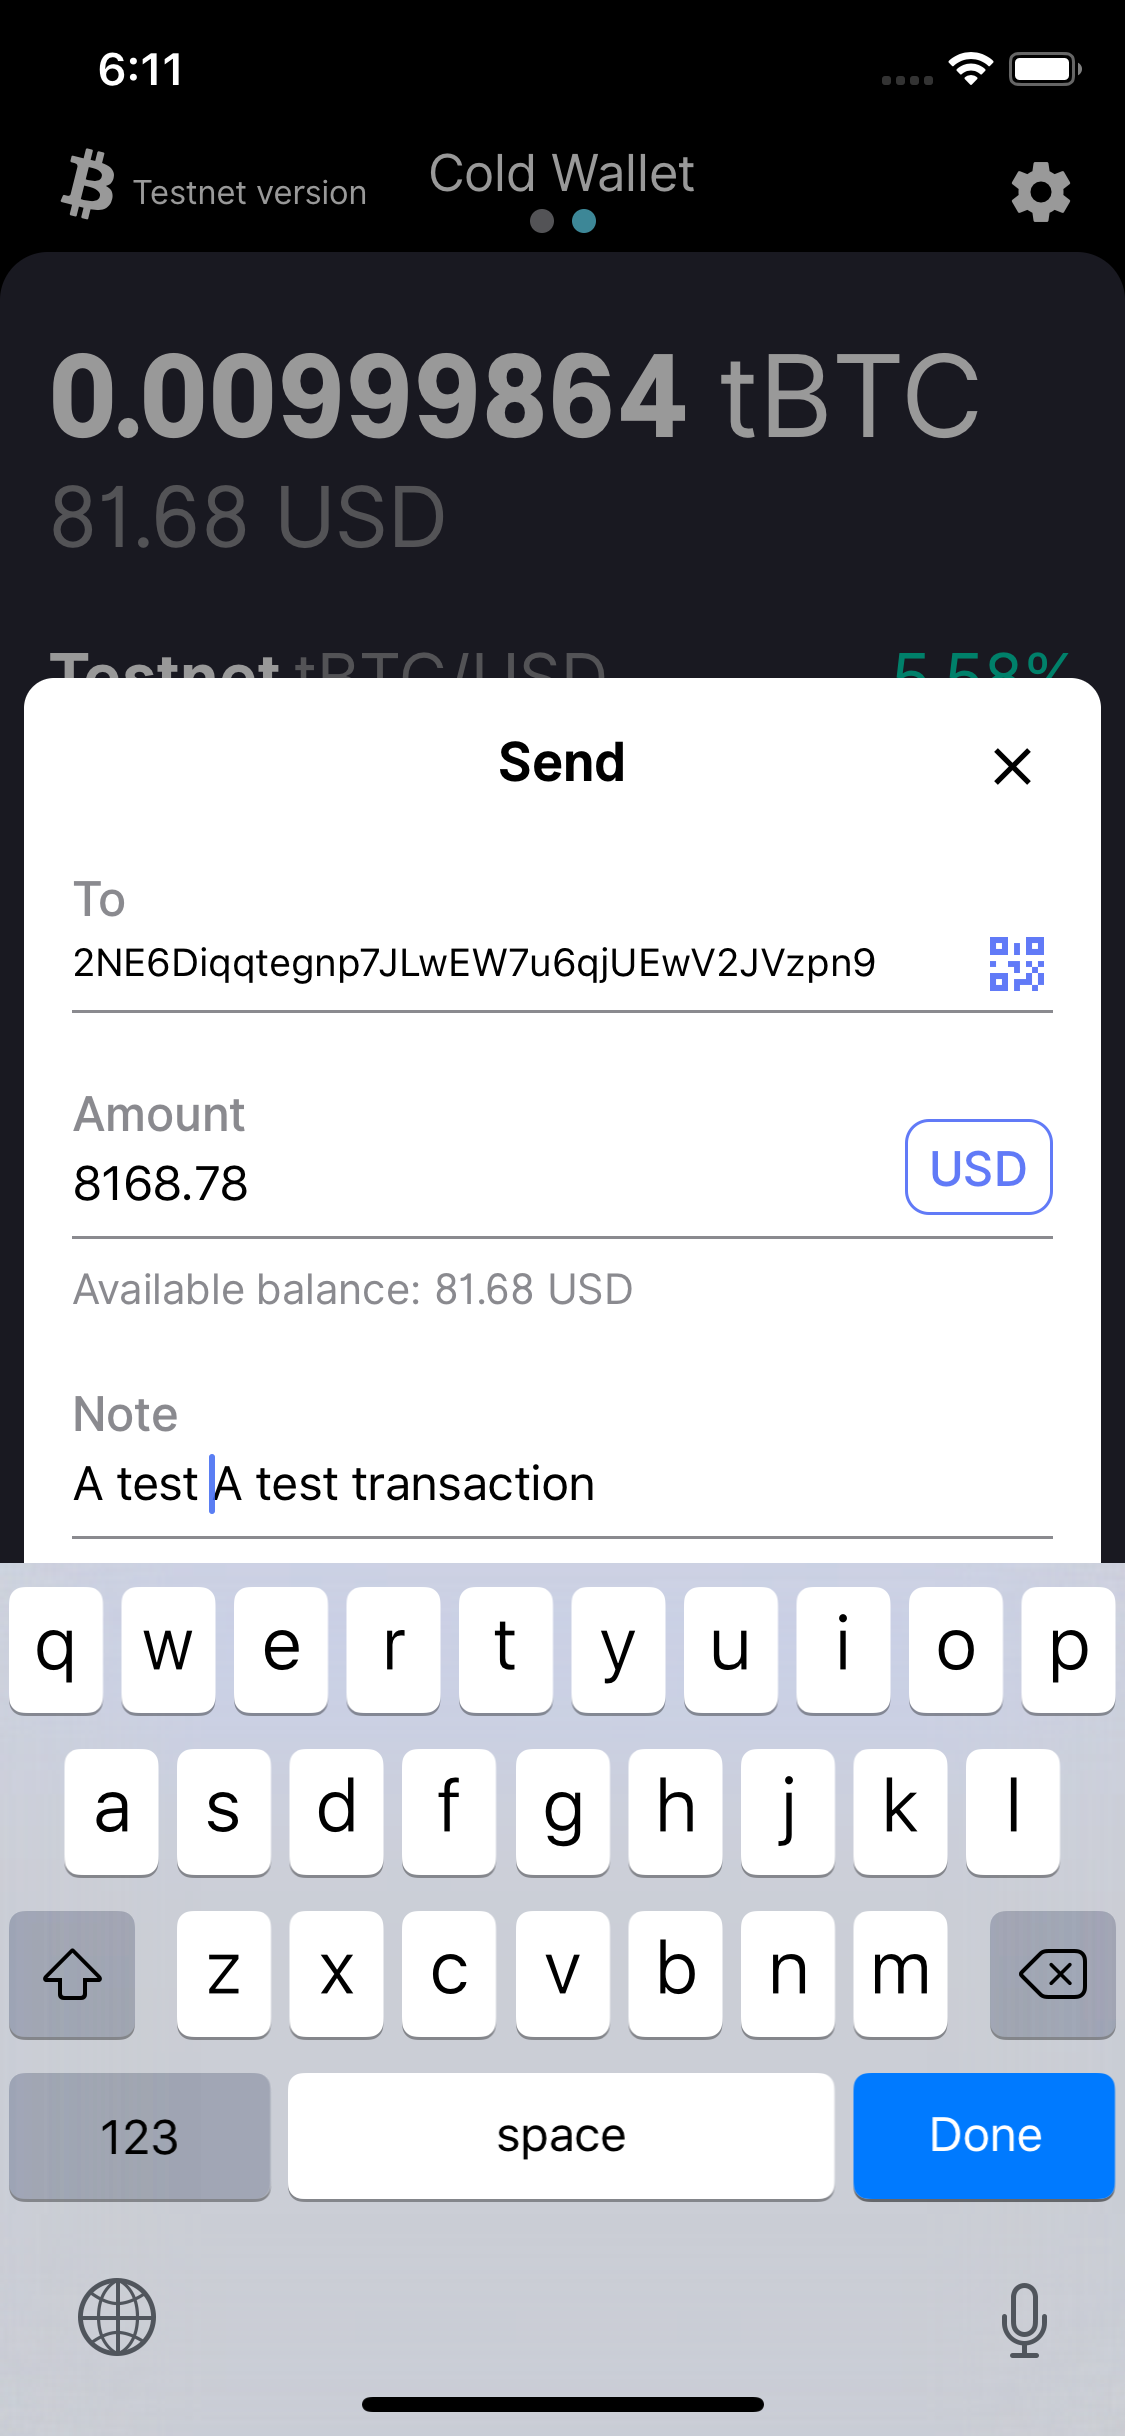 6:11
Testnet version
Cold Wallet
0.00999864 tBTC
81.68 USD
Testnet tBTC/USD 5.58%
Send
To
2NE6Diqqtegnp7JLwEW7u6qjUEwV2JVzpn9
Amount
8168.78
USD
Available balance: 81.68 USD
Note
A test A test transaction
q w e r t y u i o p
a s d f g h j k l
z x c v b n m
123 space Done